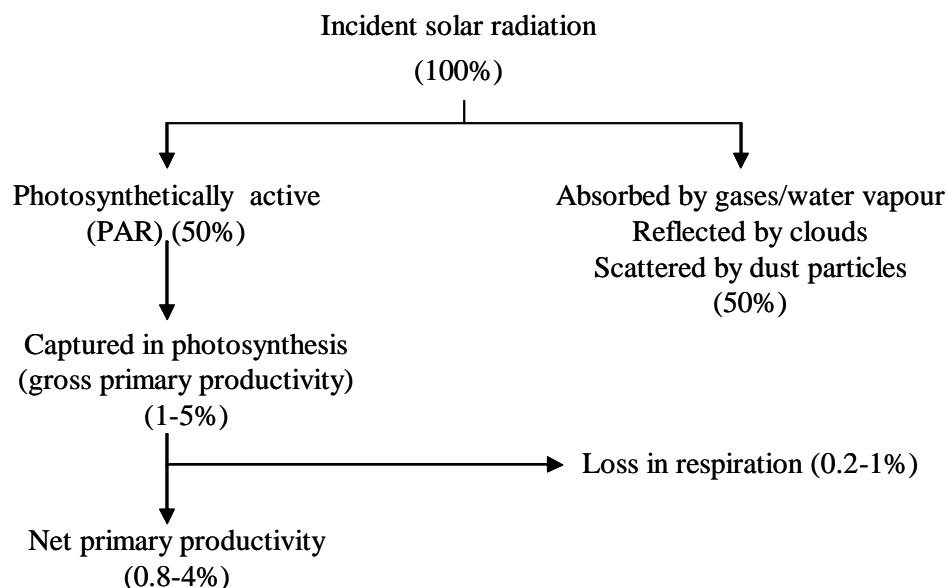 Incident solar radiation
(100%)
Photosynthetically active
(PAR) (50%)
Absorbed by gases/water vapour
Reflected by clouds
Scattered by dust particles
(50%)
Captured in photosynthesis
(gross primary productivity)
(1-5%)
Loss in respiration (0.2-1%)
Net primary productivity
(0.8-4%)